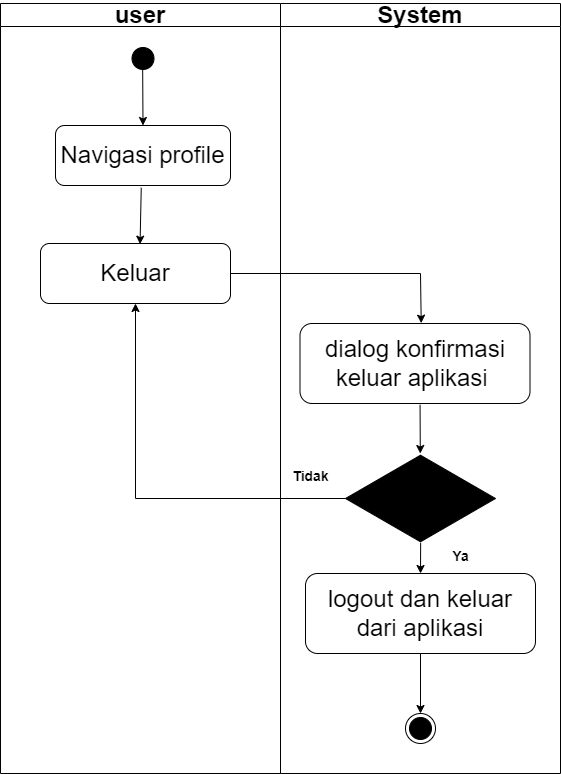 user
System
Navigasi profile
Keluar
dialog konfirmasi
keluar aplikasi
Tidak
Ya
logout dan keluar
dari aplikasi